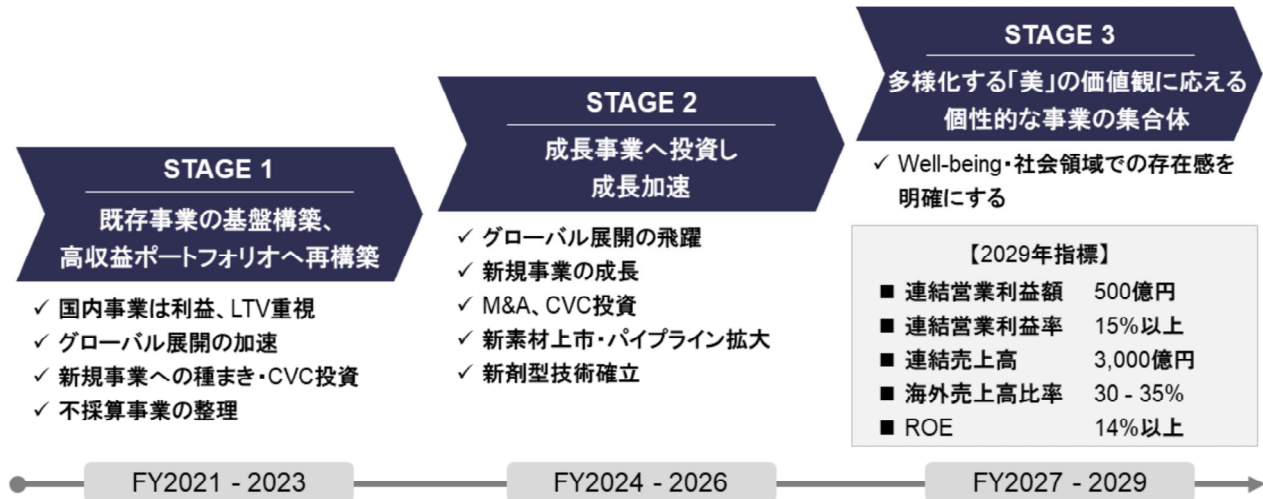 STAGE 1
既存事業の基盤構築、
高収益ポートフォリオへ再構築
✓ 国内事業は利益、LTV重視
✓ グローバル展開の加速
✓ 新規事業への種まき・CVC投資
✓ 不採算事業の整理
FY2021 - 2023
STAGE 2
成長事業へ投資し
成長加速
✓ グローバル展開の飛躍
✓ 新規事業の成長
✓ M&A、CVC投資
✓ 新素材上市・パイプライン拡大
✓ 新剤型技術確立
FY2024 - 2026
STAGE 3
多様化する「美」の価値観に応える
個性的な事業の集合体
✓ Well-being・社会領域での存在感を
明確にする
【2029年指標】
■ 連結営業利益額 500億円
■ 連結営業利益率 15%以上
■ 連結売上高 3,000億円
■ 海外売上高比率 30 - 35%
■ ROE 14%以上
FY2027 - 2029